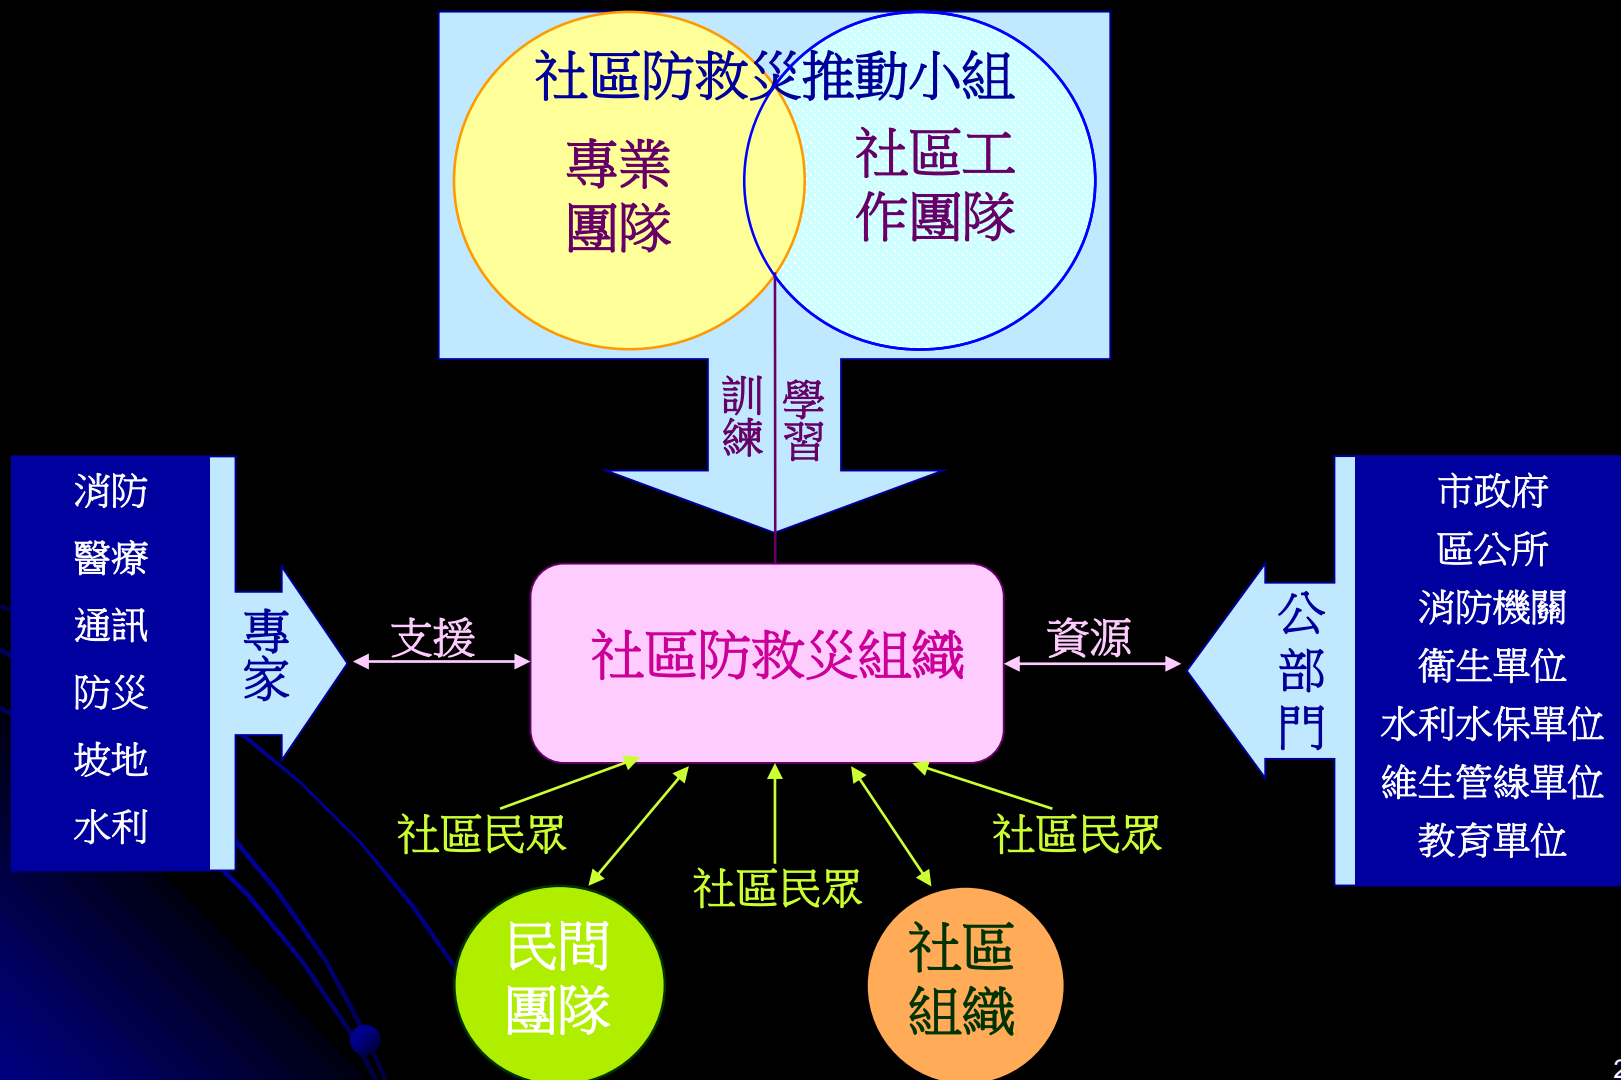 社區防救災推動小組
專業
團隊
社區工
作團隊
訓練
學習
消防
醫療
通訊
防災
坡地
水利
專家
支援
社區防救災組織
資源
公部門
市政府
區公所
消防機關
衛生單位
水利水保單位
維生管線單位
教育單位
社區民眾
社區民眾
社區民眾
民間
團隊
社區
組織